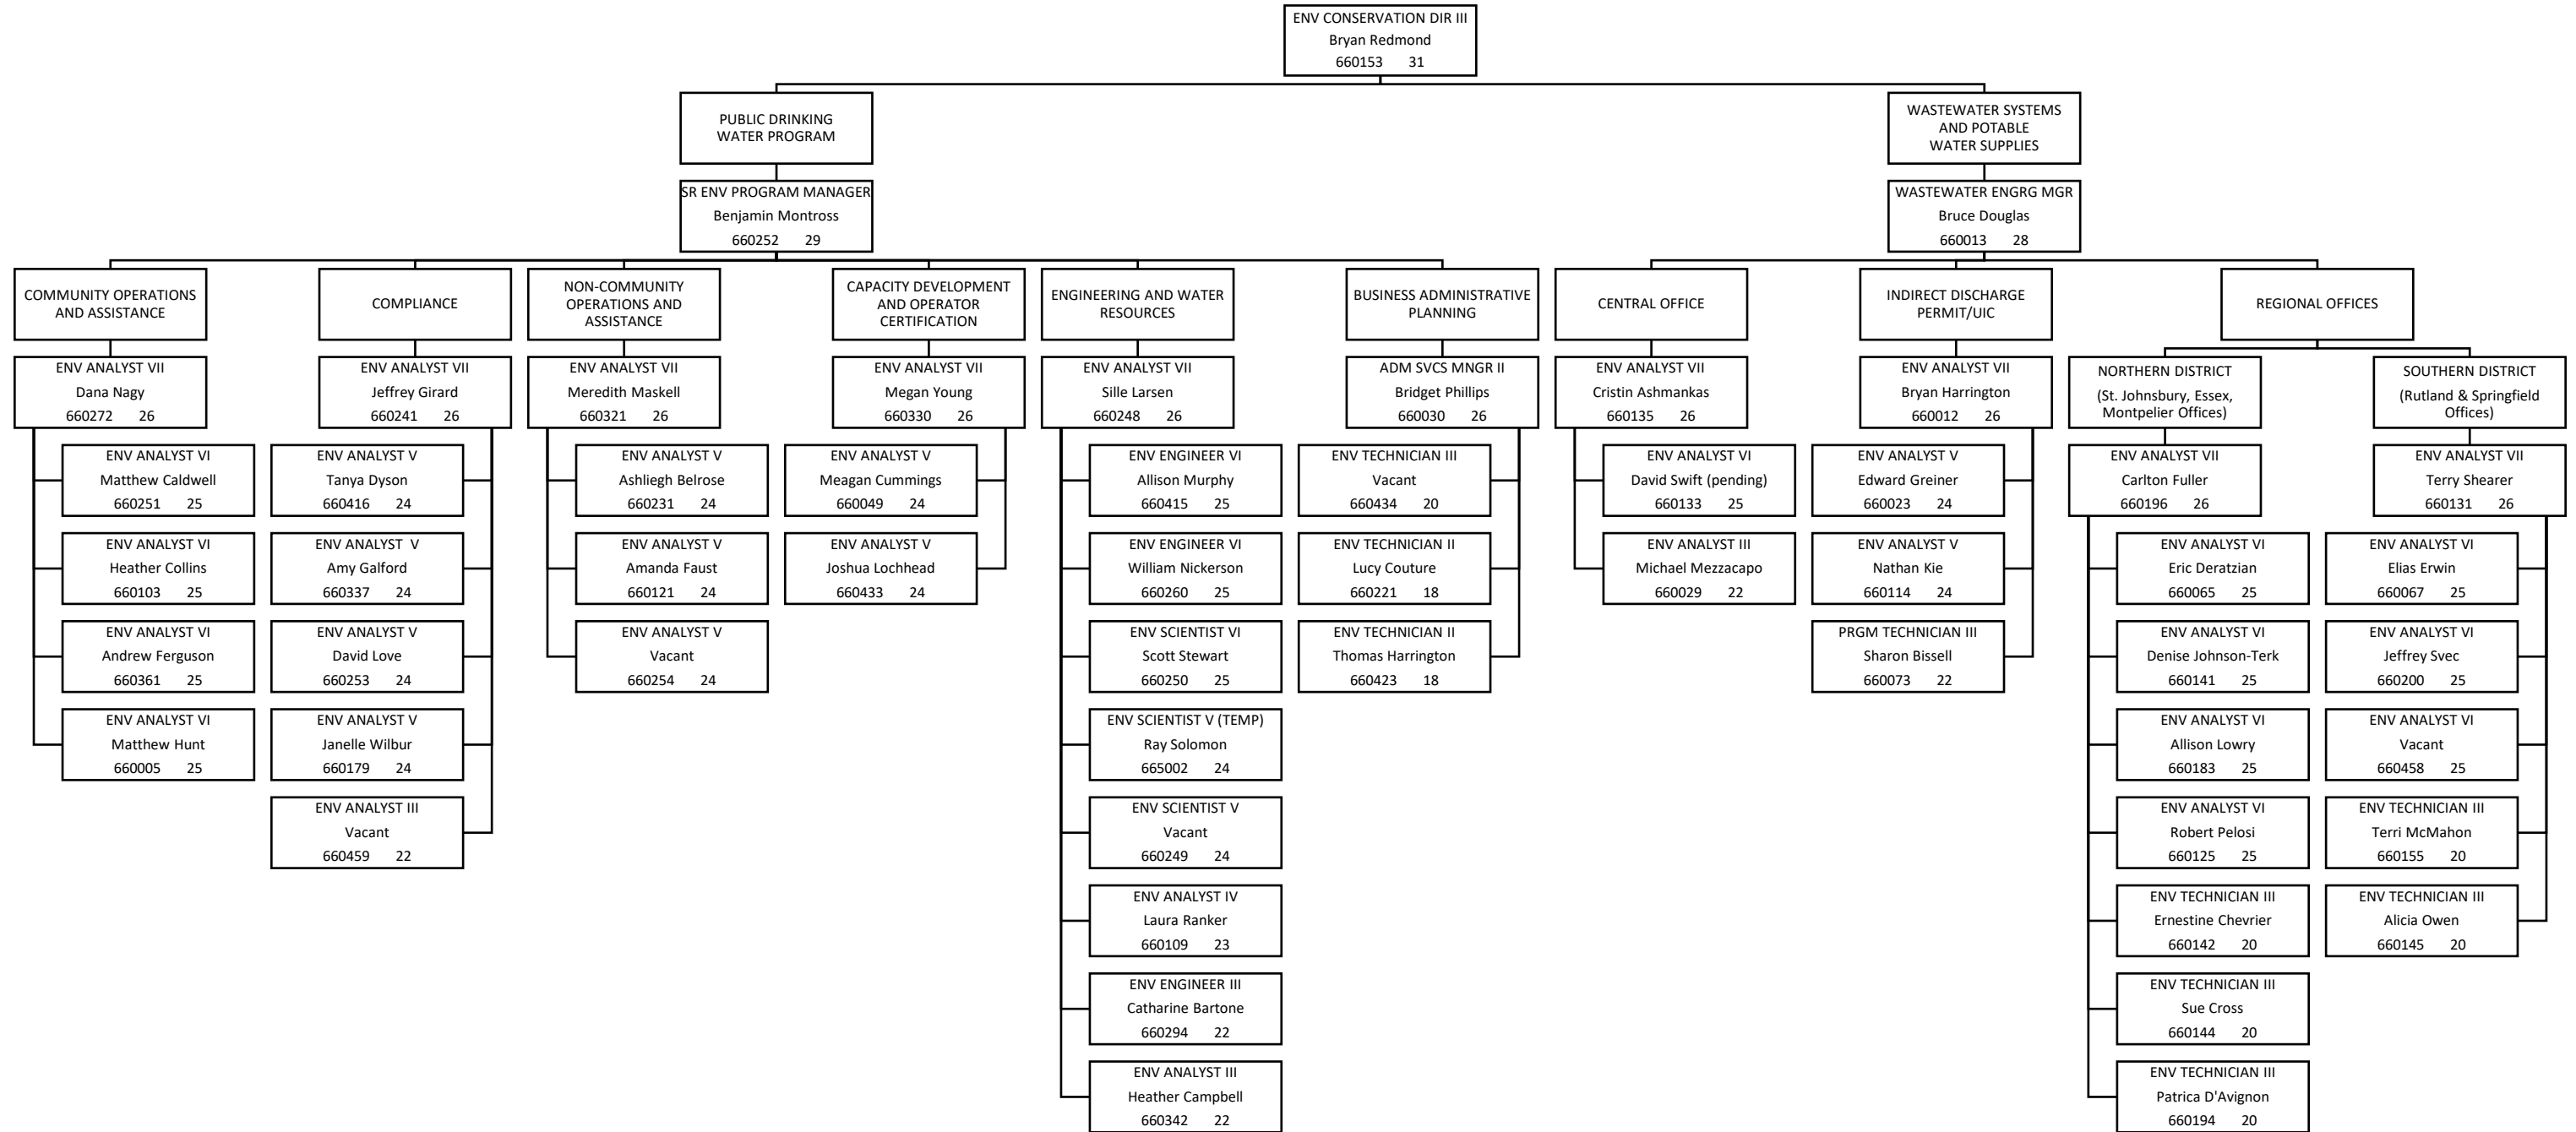 ENV CONSERVATION DIR III
Bryan Redmond
660153 31
PUBLIC DRINKING
WATER PROGRAM
SR ENV PROGRAM MANAGER
Benjamin Montross
660252 29
COMMUNITY OPERATIONS
AND ASSISTANCE
ENV ANALYST VII
Dana Nagy
660272 26
ENV ANALYST VI
Matthew Caldwell
660251 25
ENV ANALYST VI
Heather Collins
660103 25
ENV ANALYST VI
Andrew Ferguson
660361 25
ENV ANALYST VI
Matthew Hunt
660005 25
COMPLIANCE
ENV ANALYST VII
Jeffrey Girard
660241 26
ENV ANALYST V
Tanya Dyson
660416 24
ENV ANALYST  V
Amy Galford
660337 24
ENV ANALYST V
David Love
660253 24
ENV ANALYST V
Janelle Wilbur
660179 24
ENV ANALYST III
Vacant
660459 22
NON-COMMUNITY
OPERATIONS AND
ASSISTANCE
ENV ANALYST VII
Meredith Maskell
660321 26
ENV ANALYST V
Ashliegh Belrose
660231 24
ENV ANALYST V
Amanda Faust
660121 24
ENV ANALYST V
Vacant
660254 24
CAPACITY DEVELOPMENT
AND OPERATOR
CERTIFICATION
ENV ANALYST VII
Megan Young
660330 26
ENV ANALYST V
Meagan Cummings
660049 24
ENV ANALYST V
Joshua Lochhead
660433 24
ENGINEERING AND WATER
RESOURCES
ENV ANALYST VII
Sille Larsen
660248 26
ENV ENGINEER VI
Allison Murphy
660415 25
ENV ENGINEER VI
William Nickerson
660260 25
ENV SCIENTIST VI
Scott Stewart
660250 25
ENV SCIENTIST V (TEMP)
Ray Solomon
665002 24
ENV SCIENTIST V
Vacant
660249 24
ENV ANALYST IV
Laura Ranker
660109 23
ENV ENGINEER III
Catharine Bartone
660294 22
ENV ANALYST III
Heather Campbell
660342 22
BUSINESS ADMINISTRATIVE
PLANNING
ADM SVCS MNGR II
Bridget Phillips
660030 26
ENV TECHNICIAN III
Vacant
660434 20
ENV TECHNICIAN II
Lucy Couture
660221 18
ENV TECHNICIAN II
Thomas Harrington
660423 18
WASTEWATER SYSTEMS
AND POTABLE
WATER SUPPLIES
WASTEWATER ENGRG MGR
Bruce Douglas
660013 28
CENTRAL OFFICE
ENV ANALYST VII
Cristin Ashmankas
660135 26
ENV ANALYST VI
David Swift (pending)
660133 25
ENV ANALYST III
Michael Mezzacapo
660029 22
INDIRECT DISCHARGE
PERMIT/UIC
ENV ANALYST VII
Bryan Harrington
660012 26
ENV ANALYST V
Edward Greiner
660023 24
ENV ANALYST V
Nathan Kie
660114 24
PRGM TECHNICIAN III
Sharon Bissell
660073 22
REGIONAL OFFICES
NORTHERN DISTRICT
(St. Johnsbury, Essex,
Montpelier Offices)
ENV ANALYST VII
Carlton Fuller
660196 26
ENV ANALYST VI
Eric Deratzian
660065 25
ENV ANALYST VI
Denise Johnson-Terk
660141 25
ENV ANALYST VI
Allison Lowry
660183 25
ENV ANALYST VI
Robert Pelosi
660125 25
ENV TECHNICIAN III
Ernestine Chevrier
660142 20
ENV TECHNICIAN III
Sue Cross
660144 20
ENV TECHNICIAN III
Patrica D'Avignon
660194 20
SOUTHERN DISTRICT
(Rutland & Springfield
Offices)
ENV ANALYST VII
Terry Shearer
660131 26
ENV ANALYST VI
Elias Erwin
660067 25
ENV ANALYST VI
Jeffrey Svec
660200 25
ENV ANALYST VI
Vacant
660458 25
ENV TECHNICIAN III
Terri McMahon
660155 20
ENV TECHNICIAN III
Alicia Owen
660145 20